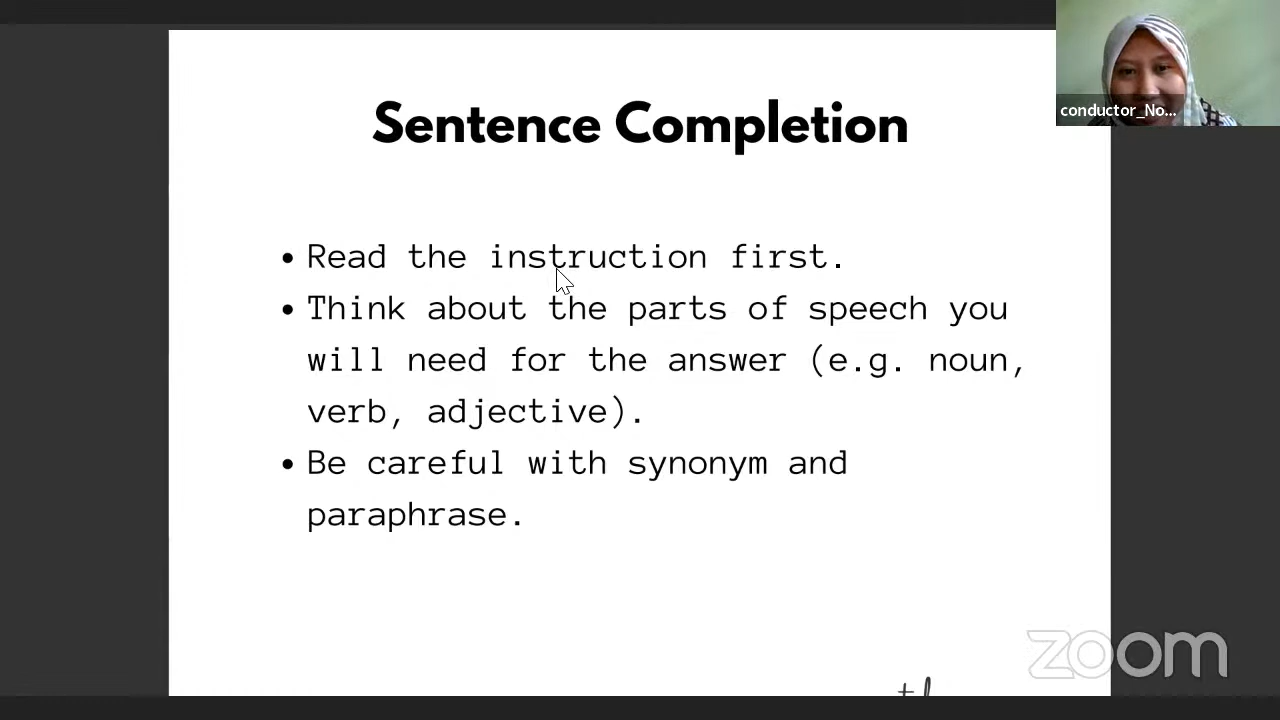 Sentence Completion
conductor_No...
• Read the instruction first.
• Think about the parts of speech you
will need for the answer (e.g. noun,
verb, adjective).
• Be careful with synonym and
paraphrase.
zoom